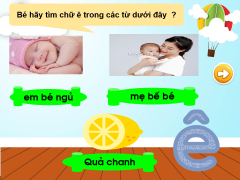 Bé hãy tìm chữ ê trong các từ dưới đây ?
em bé ngủ
mẹ bế bé
Quả chanh
ê